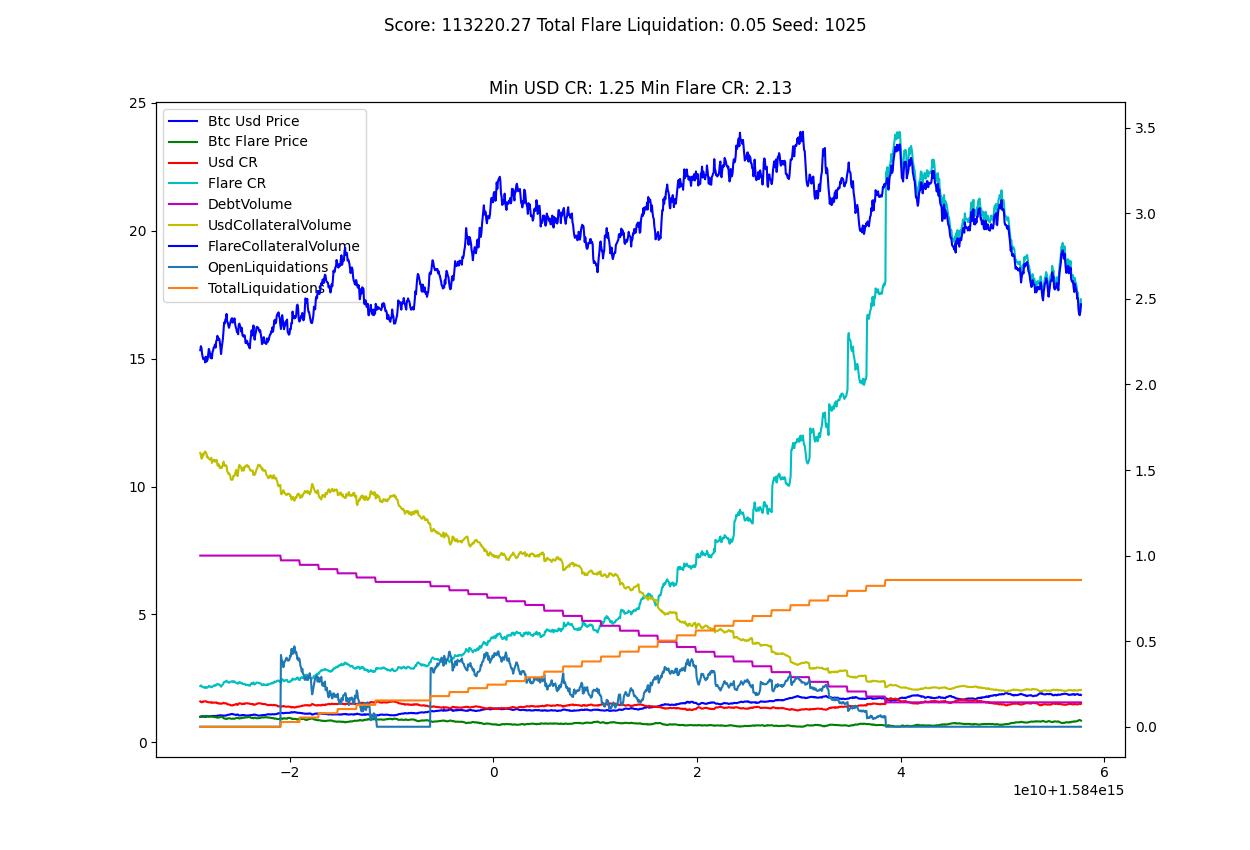 Score: 113220.27 Total Flare Liquidation: 0.05 Seed: 1025
Min USD CR: 1.25 Min Flare CR: 2.13
Btc Usd Price
Btc Flare Price
Usd CR
Flare CR
DebtVolume
UsdCollateralVolume
FlareCollateralVolume
OpenLiquidations
TotalLiquidations
25
20
15
10
5
0
3.5
3.0
2.5
2.0
1.5
1.0
0.5
0.0
−2
0
2
4
6
1e10+1.584e15